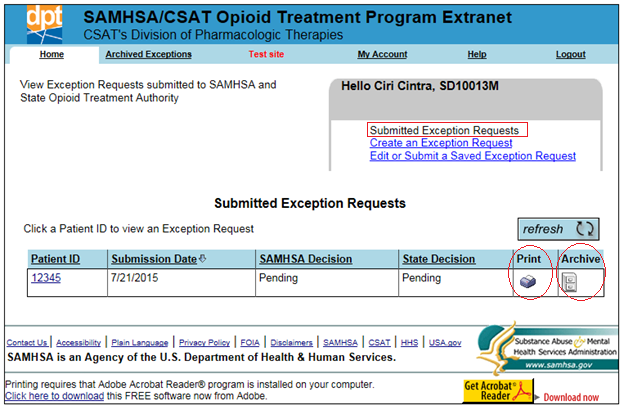 dpt
SAMHSA/CSAT Opioid Treatment Program Extranet
CSAT's Division of Pharmacologic Therapies
Home Archived Exceptions Test site My Account Help Logout
View Exception Requests submitted to SAMHSA and
State Opioid Treatment Authority
Hello Ciri Cintra, SD10013M
Submitted Exception Requests
Create an Exception Request
Edit or Submit a Saved Exception Request
Submitted Exception Requests
Click a Patient ID to view an Exception Request
refresh
Patient ID Submission Date SAMHSA Decision State Decision Print Archive
12345 7/21/2015 Pending Pending
Contact Us | Accessibility | Plain Language | Privacy Policy | FOIA | Disclaimers | SAMHSA | CSAT | HHS | USA.gov
SAMHSA is an Agency of the U.S. Department of Health & Human Services.
Substance Abuse and Mental
Health Services Administration
www.samhsa.gov
Printing requires that Adobe Acrobat Reader® program is installed on your computer.
Click here to download this FREE software now from Adobe.
Get Acrobat®
Reader
Download now